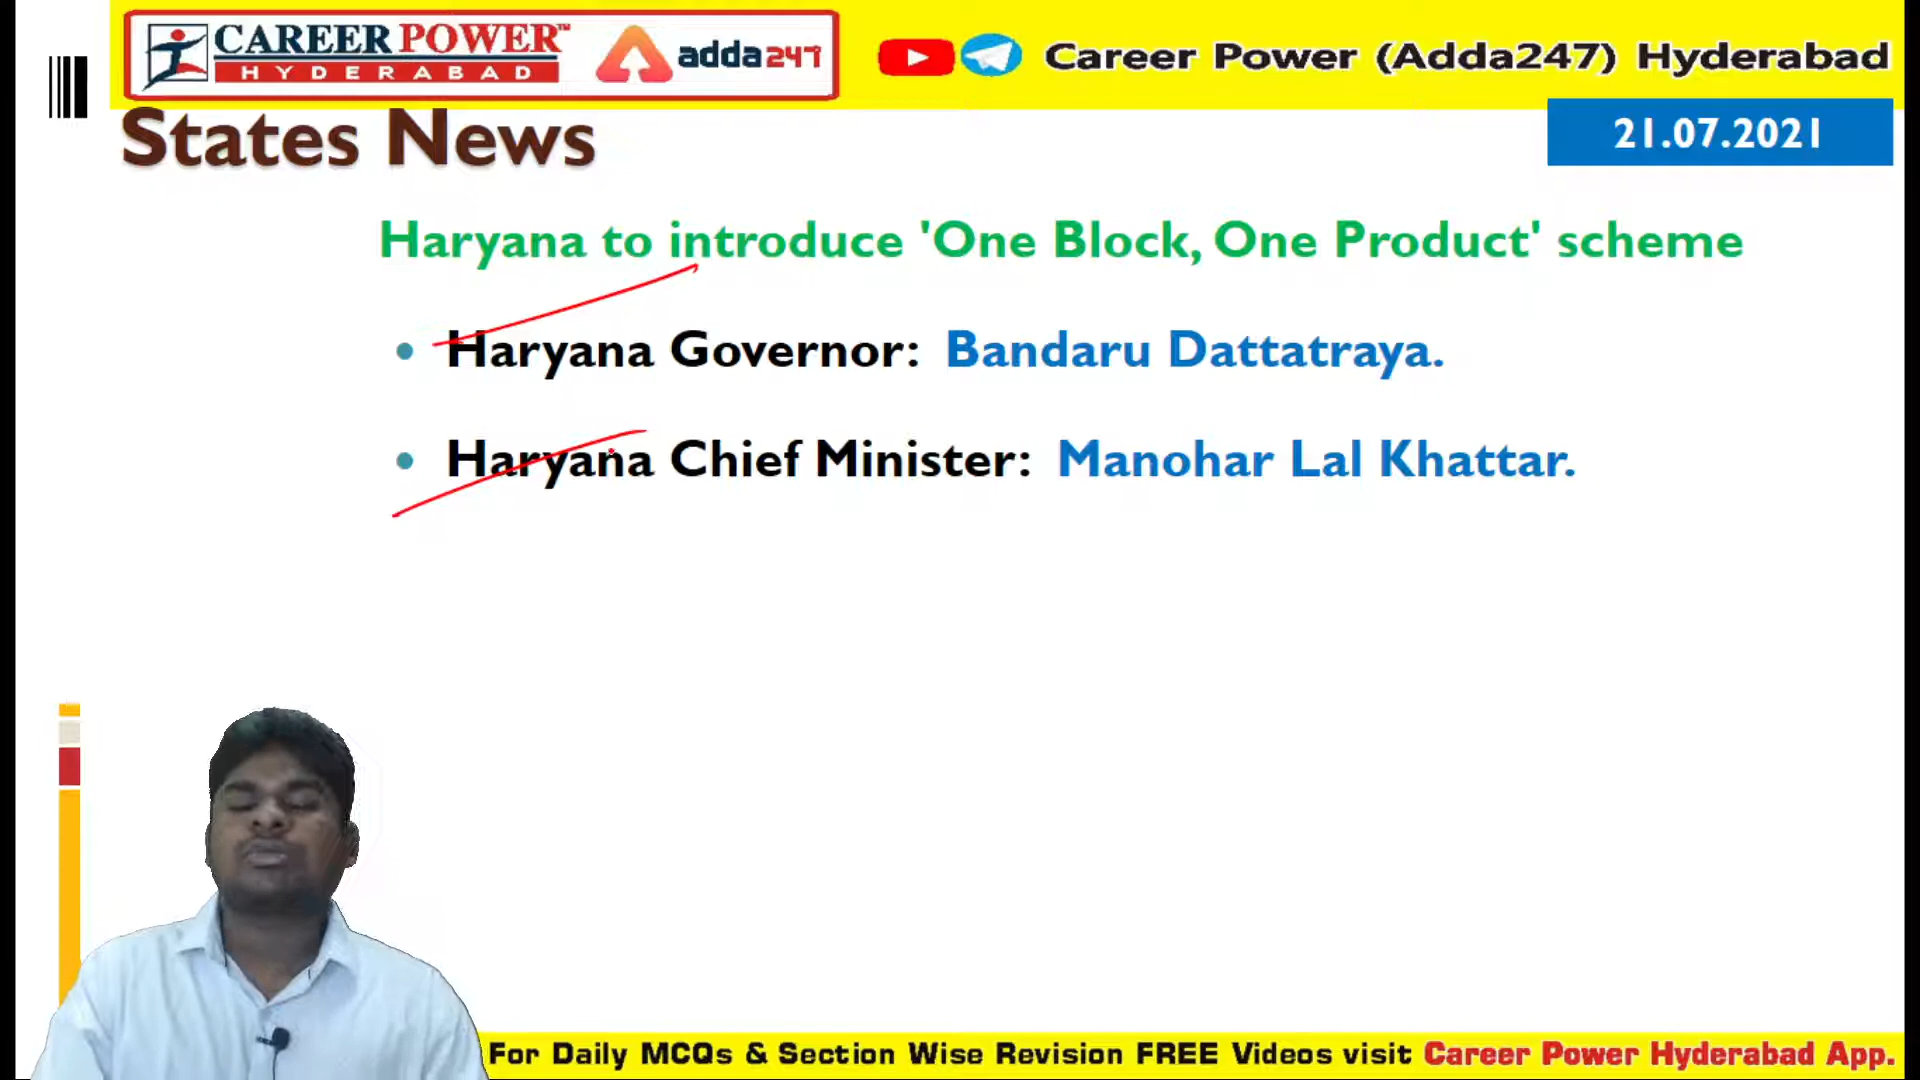 CAREER POWER™
HYDERABAD
adda247
Career Power (Adda247) Hyderabad
States News
21.07.2021
Haryana to introduce 'One Block, One Product' scheme
• Haryana Governor: Bandaru Dattatraya.
• Haryana Chief Minister: Manohar Lal Khattar.
For Daily MCQs & Section Wise Revision FREE Videos visit Career Power Hyderabad App.